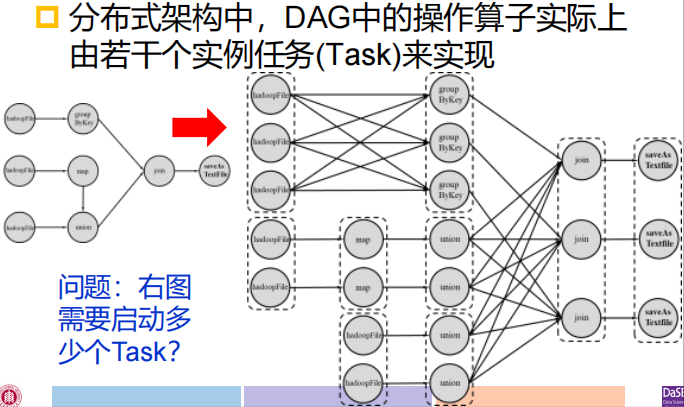 分布式架构中，DAG中的操作算子实际上
由若干个实例任务(Task)来实现
hadoopFile
group
ByKey
hadoopFile
map
join
saveAs
TextFile
hadoopFile
union
hadoopFile
group
ByKey
hadoopFile
group
ByKey
hadoopFile
group
ByKey
hadoopFile
map
union
hadoopFile
map
union
hadoopFile
union
hadoopFile
union
join
saveAs
Textfile
join
saveAs
Textfile
join
saveAs
Textfile
问题：右图
需要启动多
少个Task？
DaSE